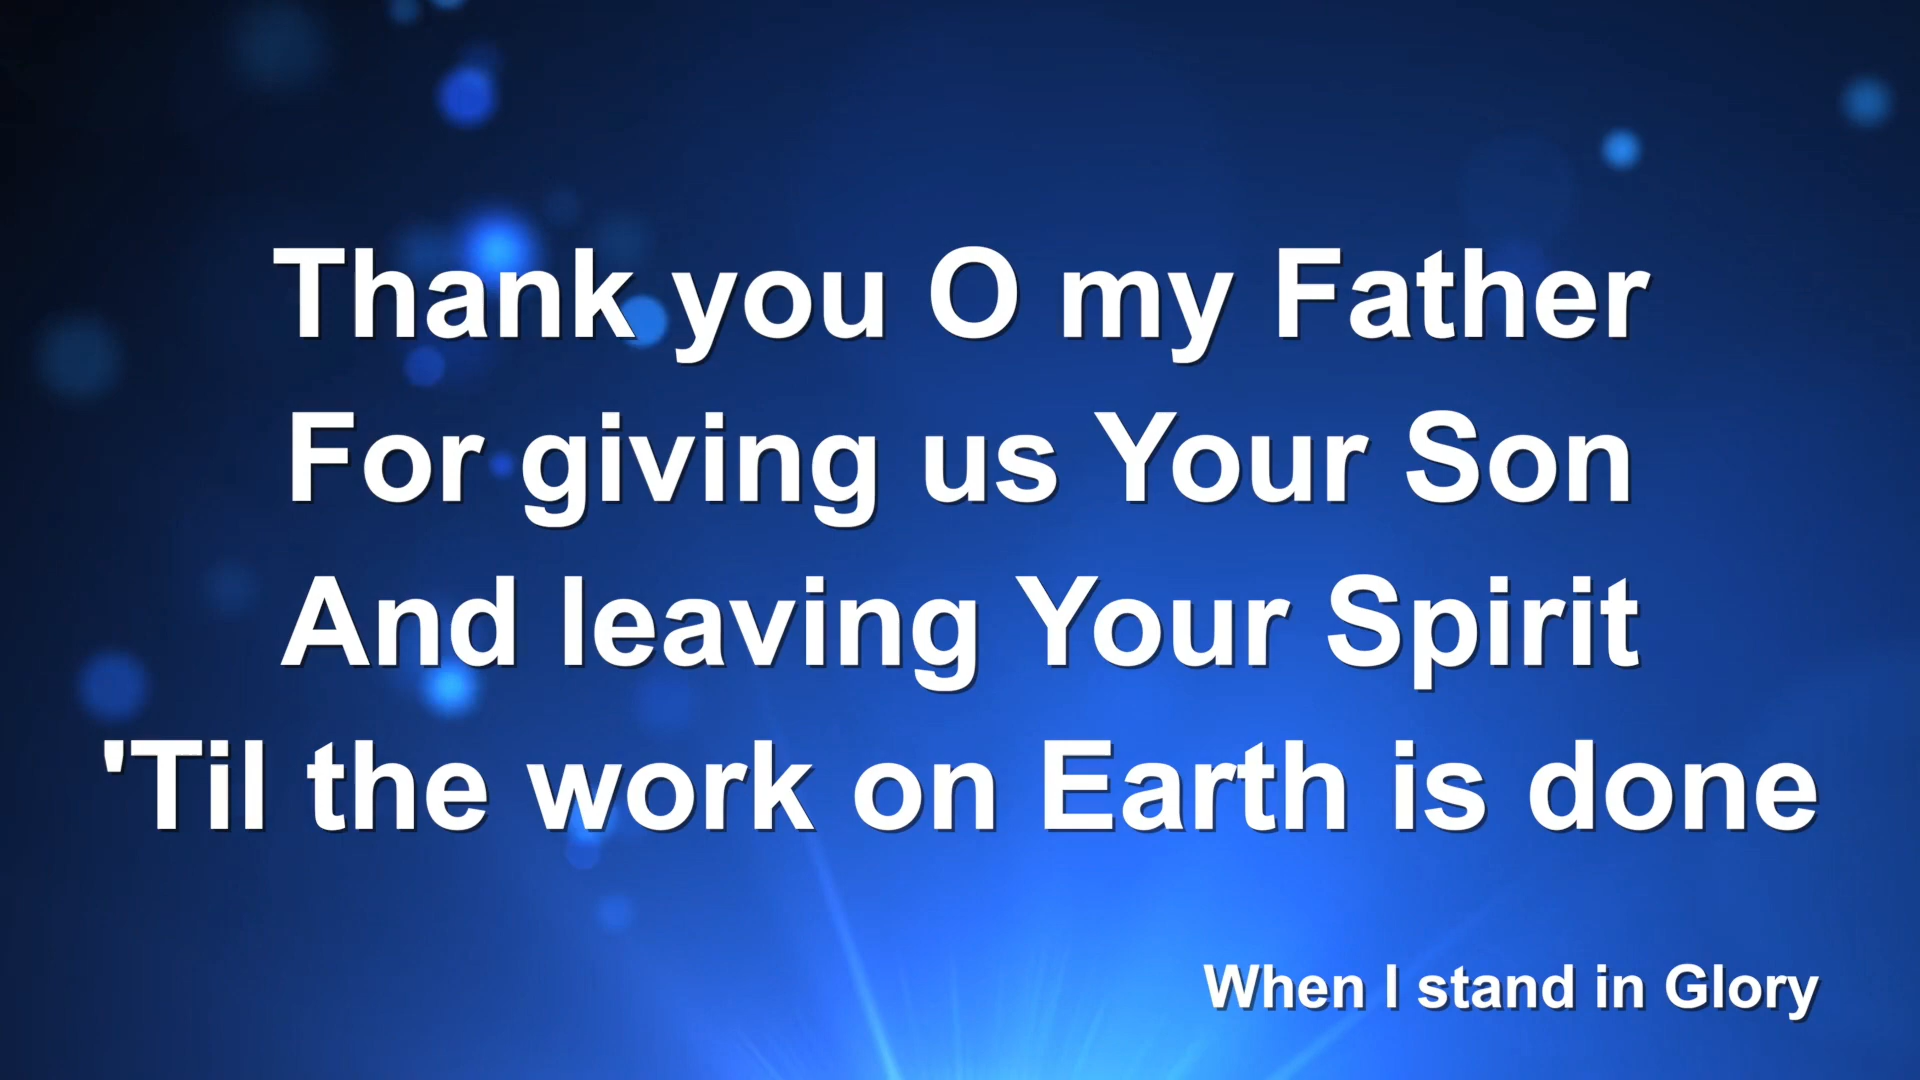 Thank you O my Father
For giving us Your Son
And leaving Your Spirit
'Til the work on Earth is done
When I stand in Glory